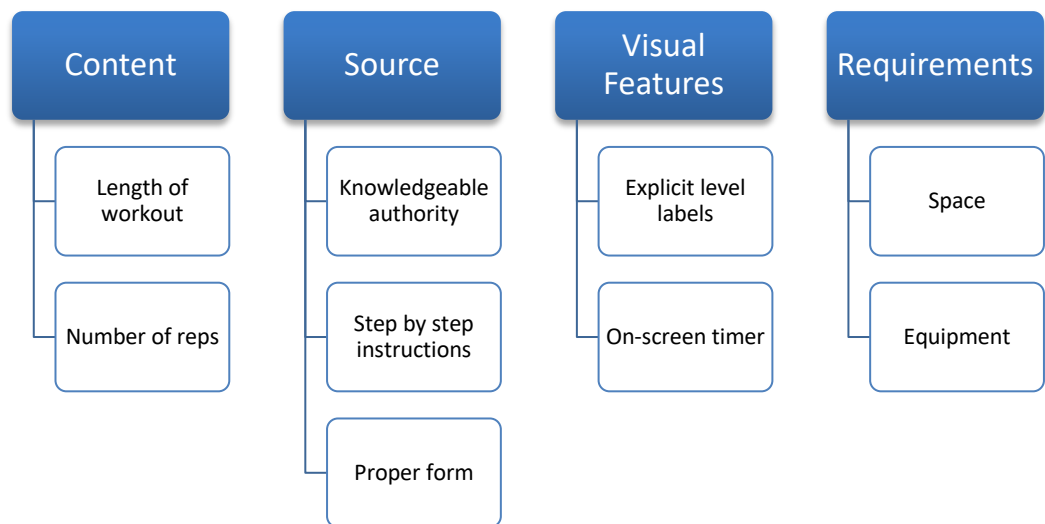 Content
Length of
workout
Number of reps
Source
Knowledgeable
authority
Step by step
instructions
Proper form
Visual
Features
Explicit level
labels
On-screen timer
Requirements
Space
Equipment